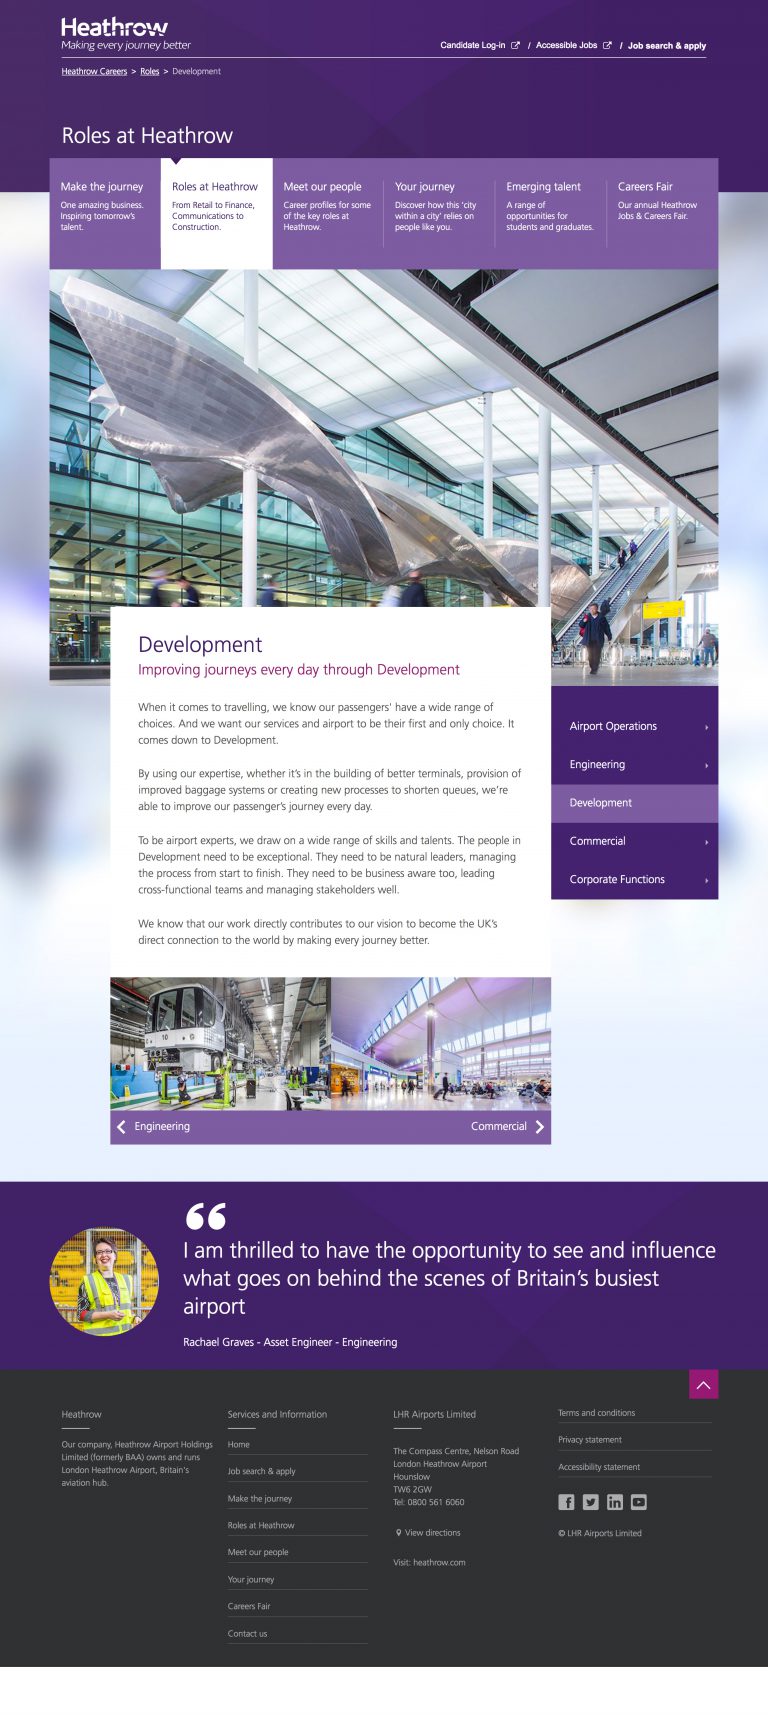 Heathrow
Making every journey better
Candidate Log-in / Accessible Jobs / Job search & apply
Heathrow Careers > Roles > Development
Roles at Heathrow
Make the journey
One amazing business.
Inspiring tomorrow's
talent.
Roles at Heathrow
From Retail to Finance,
Communications to
Construction.
Meet our people
Career profiles for some
of the key roles at
Heathrow.
Your journey
Discover how this 'city
within a city' relies on
people like you.
Emerging talent
A range of
opportunities for
students and graduates.
Careers Fair
Our annual Heathrow
Jobs & Careers Fair.
Development
Improving journeys every day through Development
When it comes to travelling, we know our passengers' have a wide range of
choices. And we want our services and airport to be their first and only choice. It
comes down to Development.
By using our expertise, whether it's in the building of better terminals, provision of
improved baggage systems or creating new processes to shorten queues, we're
able to improve our passenger's journey every day.
To be airport experts, we draw on a wide range of skills and talents. The people in
Development need to be exceptional. They need to be natural leaders, managing
the process from start to finish. They need to be business aware too, leading
cross-functional teams and managing stakeholders well.
We know that our work directly contributes to our vision to become the UK's
direct connection to the world by making every journey better.
Airport Operations
Engineering
Development
Commercial
Corporate Functions
10
Engineering
Commercial
“
I am thrilled to have the opportunity to see and influence
what goes on behind the scenes of Britain's busiest
airport
Rachael Graves - Asset Engineer - Engineering
Heathrow
Our company, Heathrow Airport Holdings
Limited (formerly BAA) owns and runs
London Heathrow Airport, Britain's
aviation hub.
Services and Information
Home
Job search & apply
Make the journey
Roles at Heathrow
Meet our people
Your journey
Careers Fair
Contact us
LHR Airports Limited
The Compass Centre, Nelson Road
London Heathrow Airport
Hounslow
TW6 2GW
Tel: 0800 561 6060
View directions
Visit: heathrow.com
Terms and conditions
Privacy statement
Accessibility statement
© LHR Airports Limited